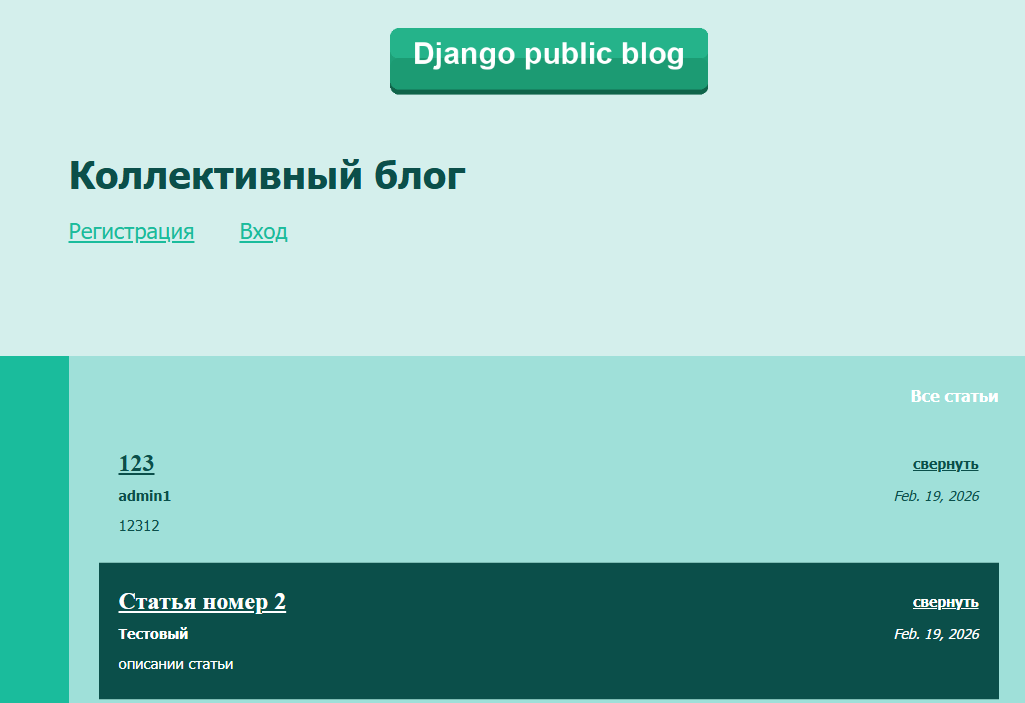 Django public blog
Коллективный блог
Регистрация Вход
Все статьи
123 свернуть
admin1 Feb. 19, 2026
12312
Статья номер 2 свернуть
Тестовый Feb. 19, 2026
описании статьи